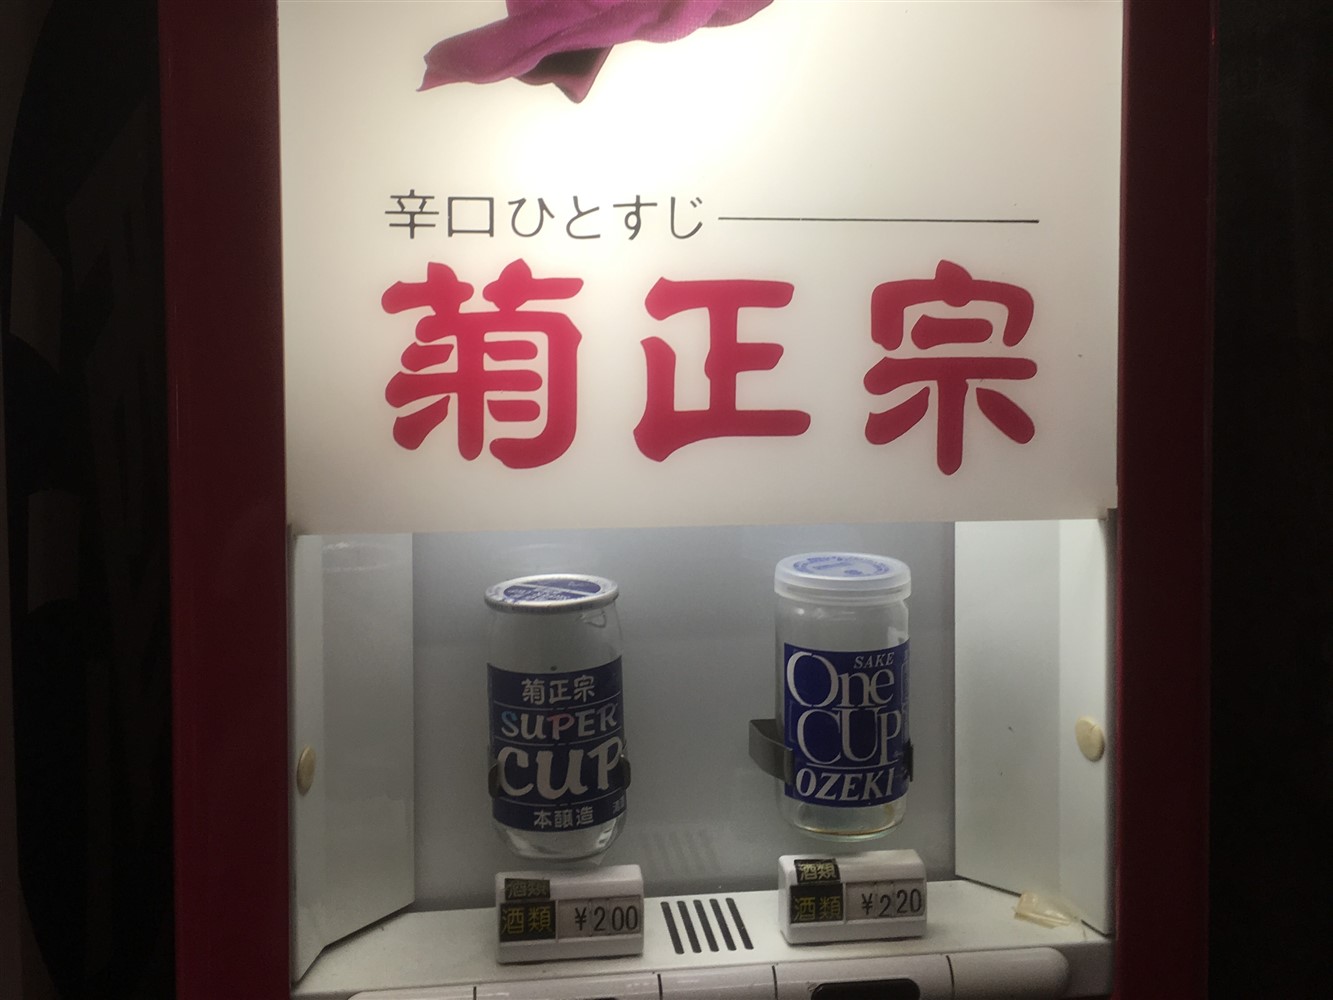 辛口ひとすじ
菊正宗
菊正宗
SUPER
CUP
本醸造
SAKE
One
CUP
OZEKI
酒類
酒類 ¥200
酒類
酒類 ¥220